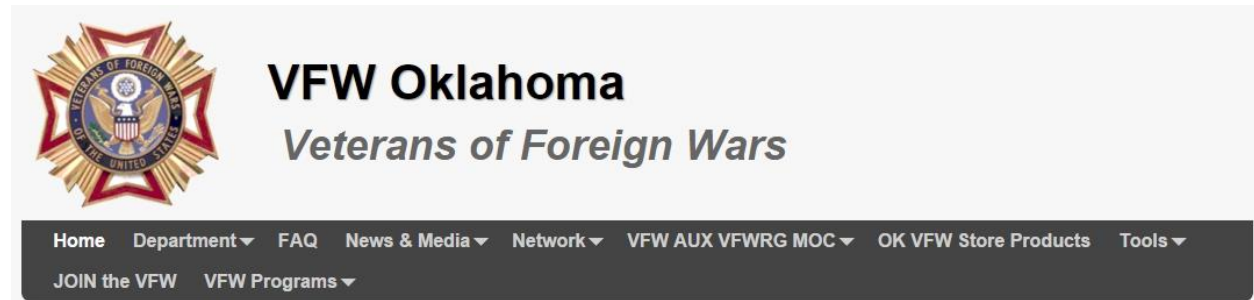 VETERANS OF FOREIGN WARS
OF THE UNITED STATES
VFW Oklahoma
Veterans of Foreign Wars
Home Department FAQ News & Media Network VFW AUX VFWRG MOC OK VFW Store Products Tools
JOIN the VFW VFW Programs